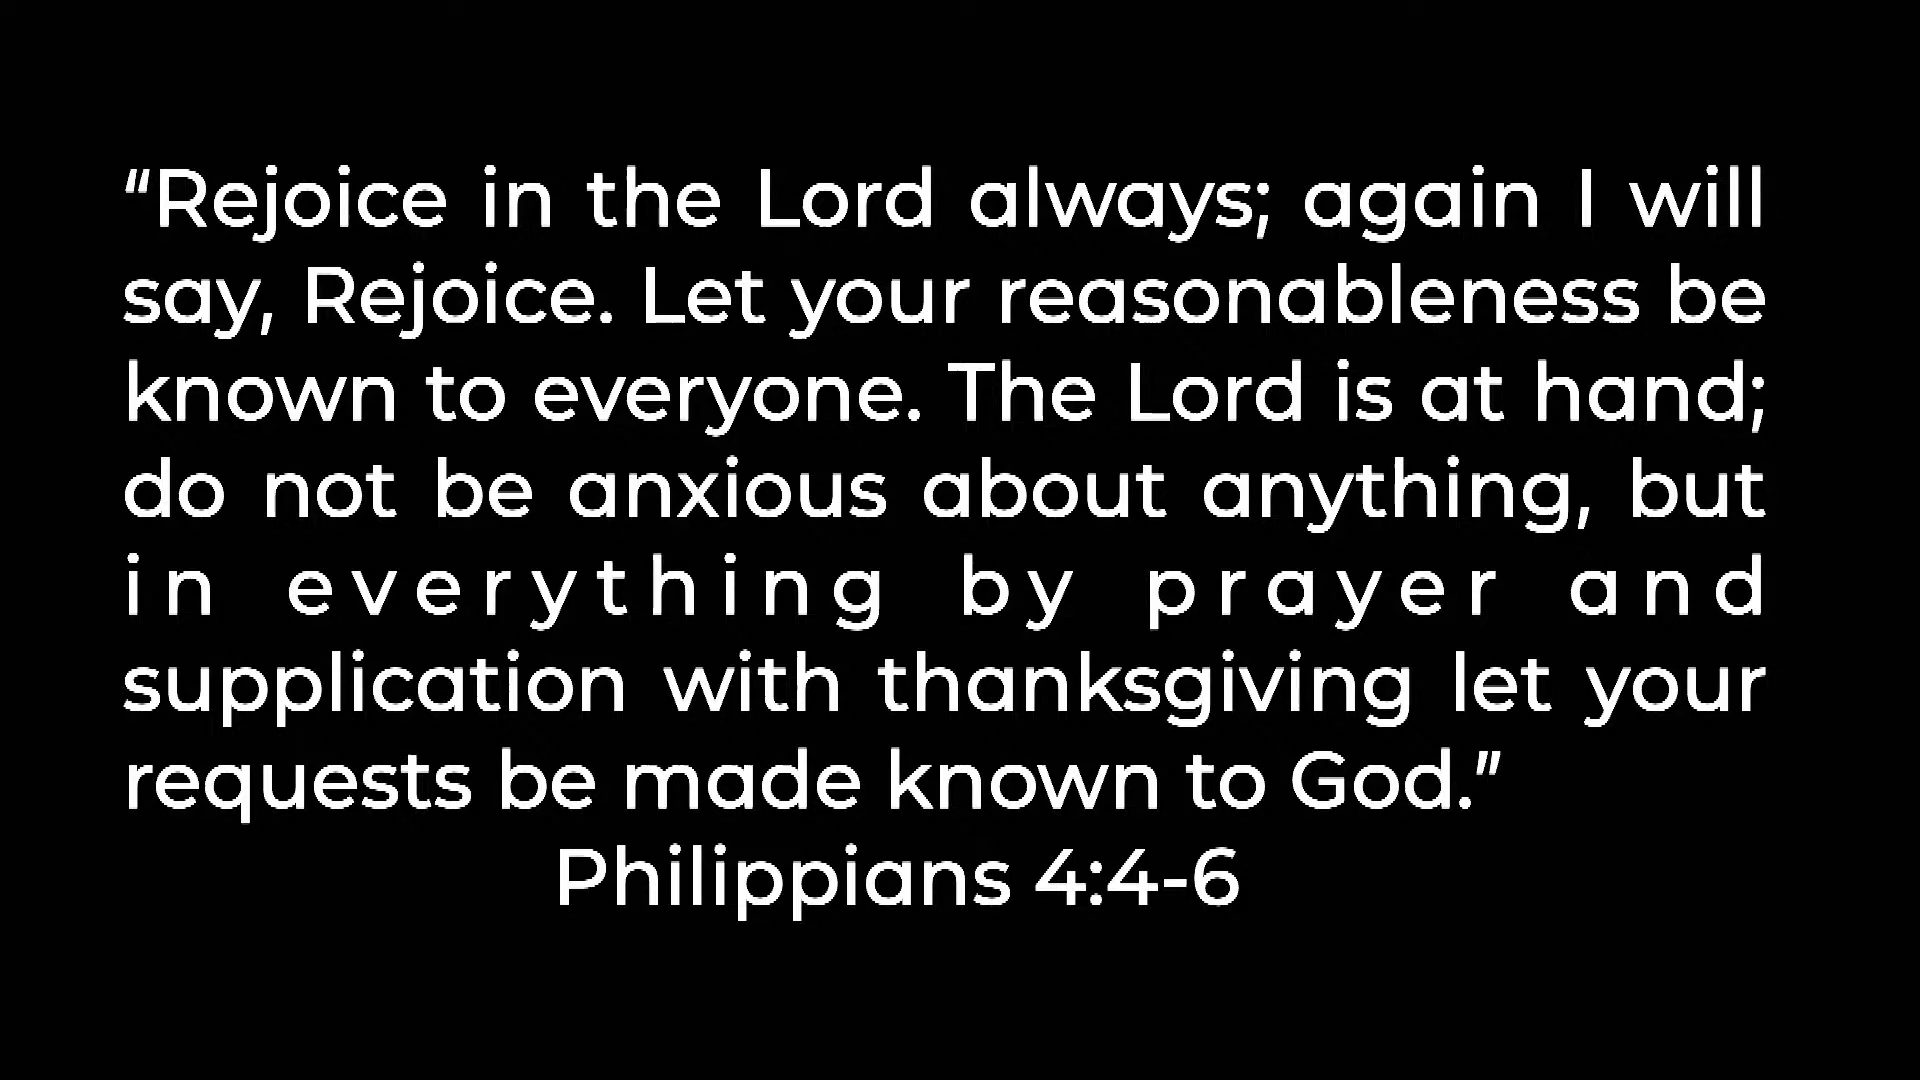 “Rejoice in the Lord always; again I will
say, Rejoice. Let your reasonableness be
known to everyone. The Lord is at hand;
do not be anxious about anything, but
in everything by prayer and
supplication with thanksgiving let your
requests be made known to God.”
Philippians 4:4-6